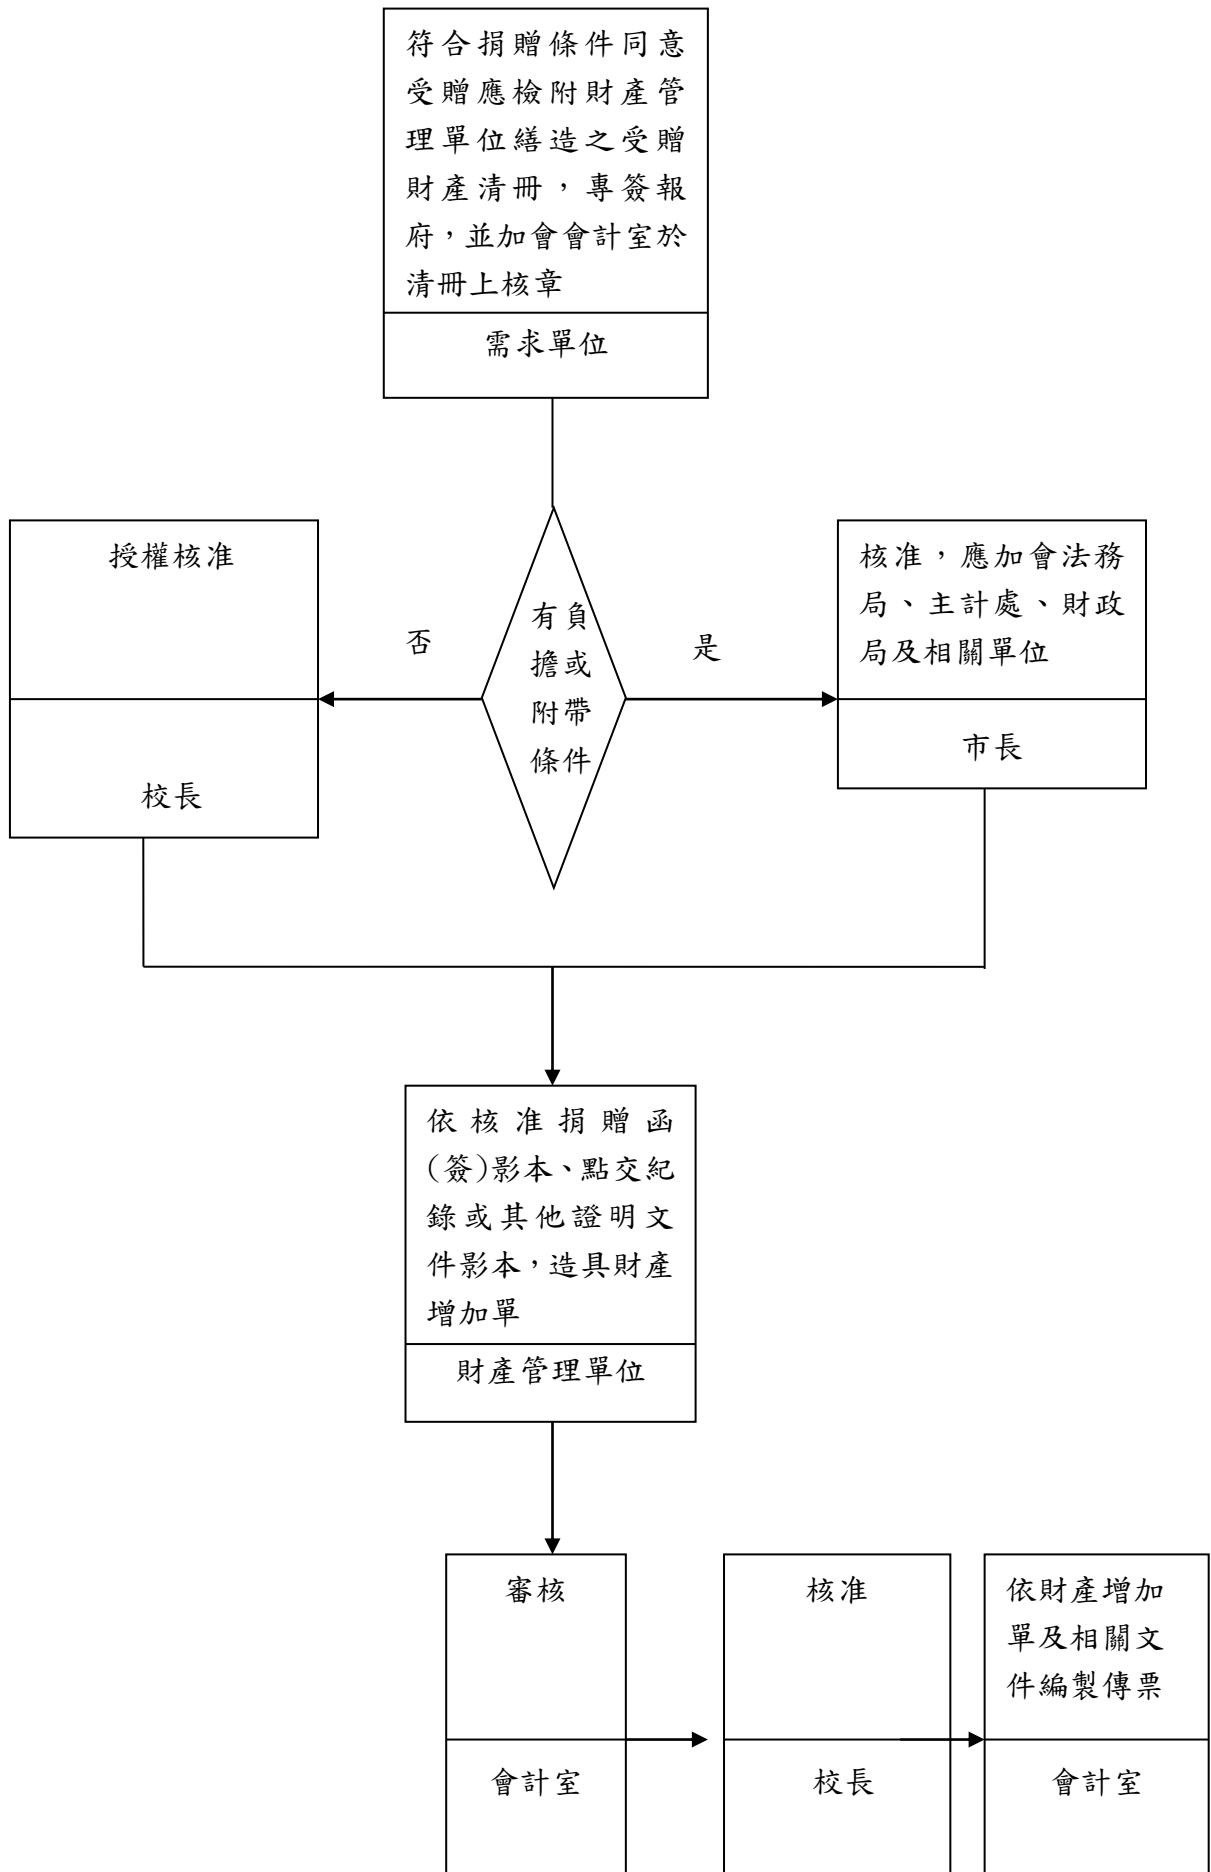 符合捐贈條件同意
受贈應檢附財產管
理單位繕造之受贈
財產清冊，專簽報
府，並加會會計室於
清冊上核章
需求單位
授權核准
校長
否
有負
擔或
附帶
條件
是
核准，應加會法務
局、主計處、財政
局及相關單位
市長
依核准捐贈函
(簽)影本、點交紀
錄或其他證明文
件影本，造具財產
增加單
財產管理單位
審核
會計室
核准
校長
依財產增加
單及相關文
件編製傳票
會計室